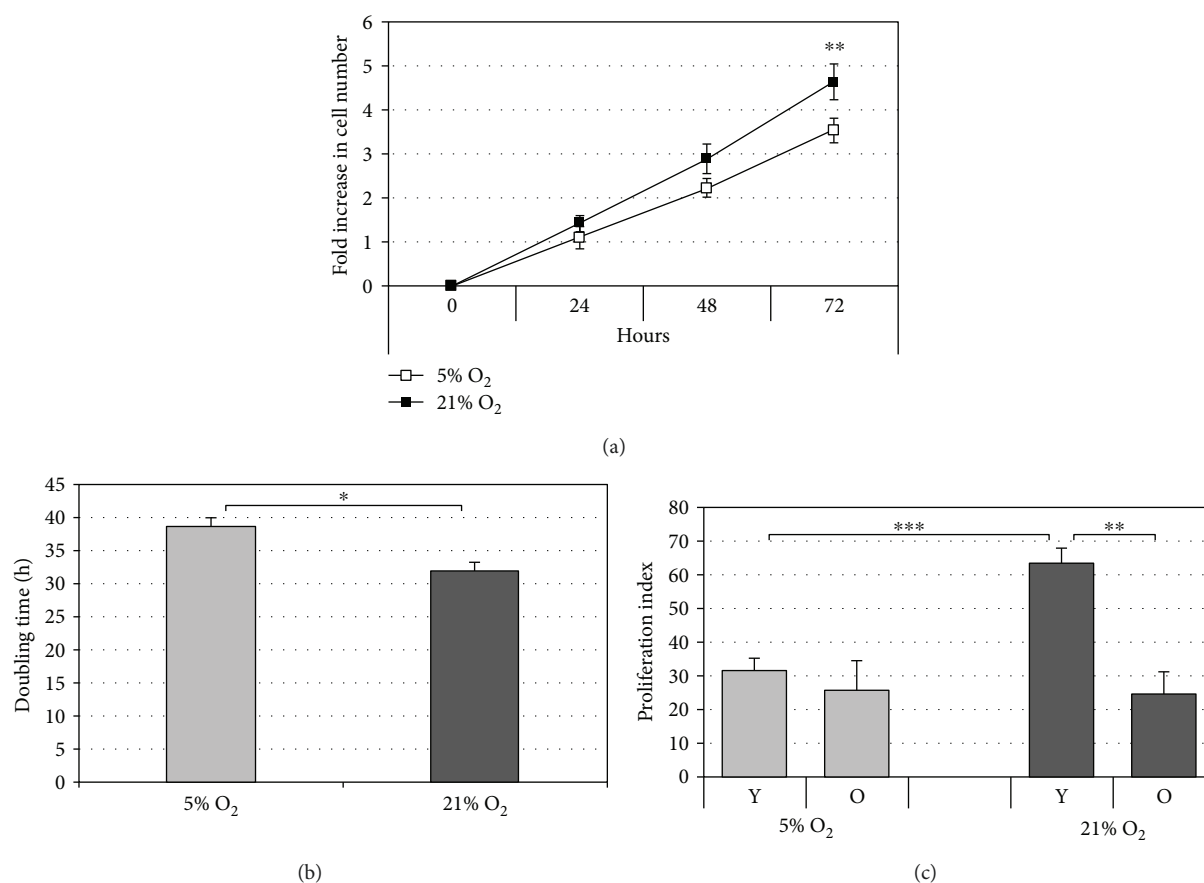 Fold increase in cell number
6
5
4
3
2
1
0
**
0 24 48 72
Hours
5% O₂
21% O₂
(a)
Doubling time (h)
45
40
35
30
25
20
15
10
5
0
*
5% O₂ 21% O₂
(b)
Proliferation index
80
70
60
50
40
30
20
10
0
*** **
Y O Y O
5% O₂ 21% O₂
(c)